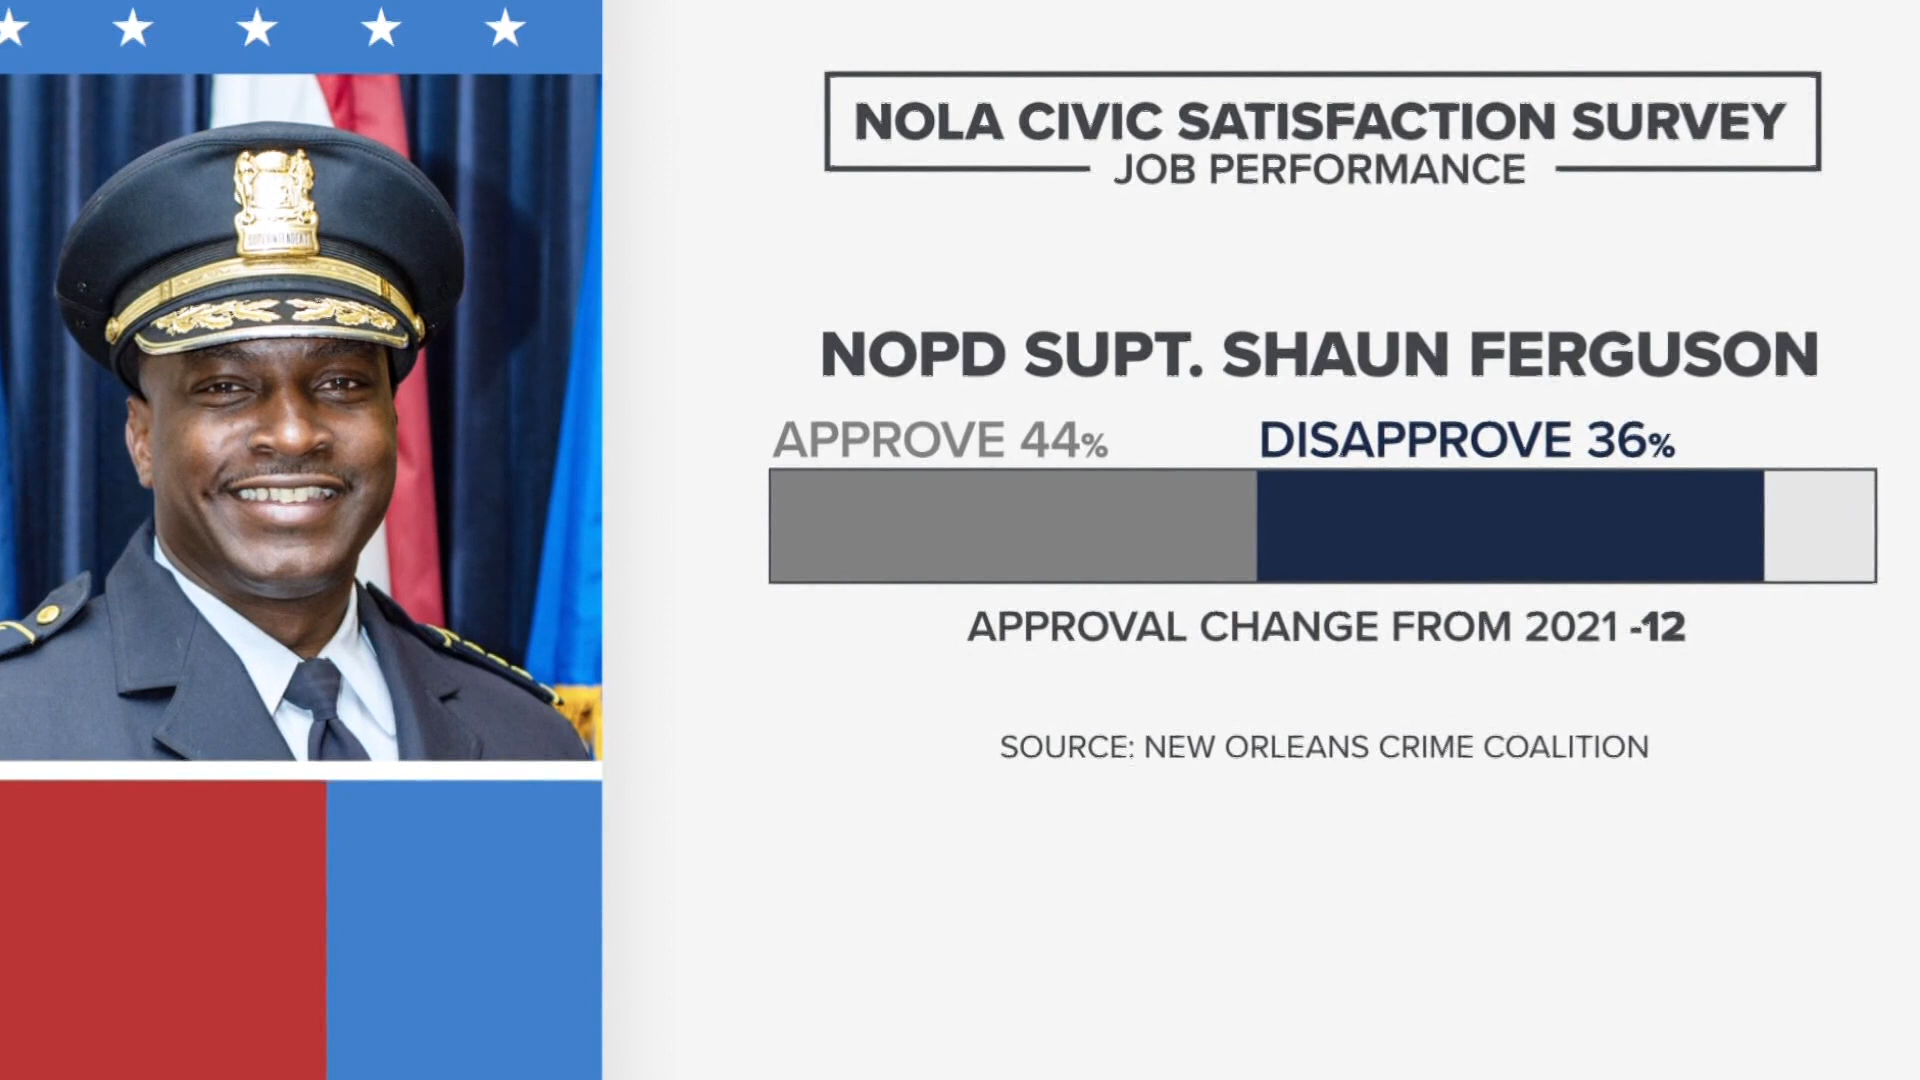 NOLA CIVIC SATISFACTION SURVEY
JOB PERFORMANCE
NOPD SUPT. SHAUN FERGUSON
APPROVE 44% DISAPPROVE 36%
APPROVAL CHANGE FROM 2021 -12
SOURCE: NEW ORLEANS CRIME COALITION
SUPERINTENDENT